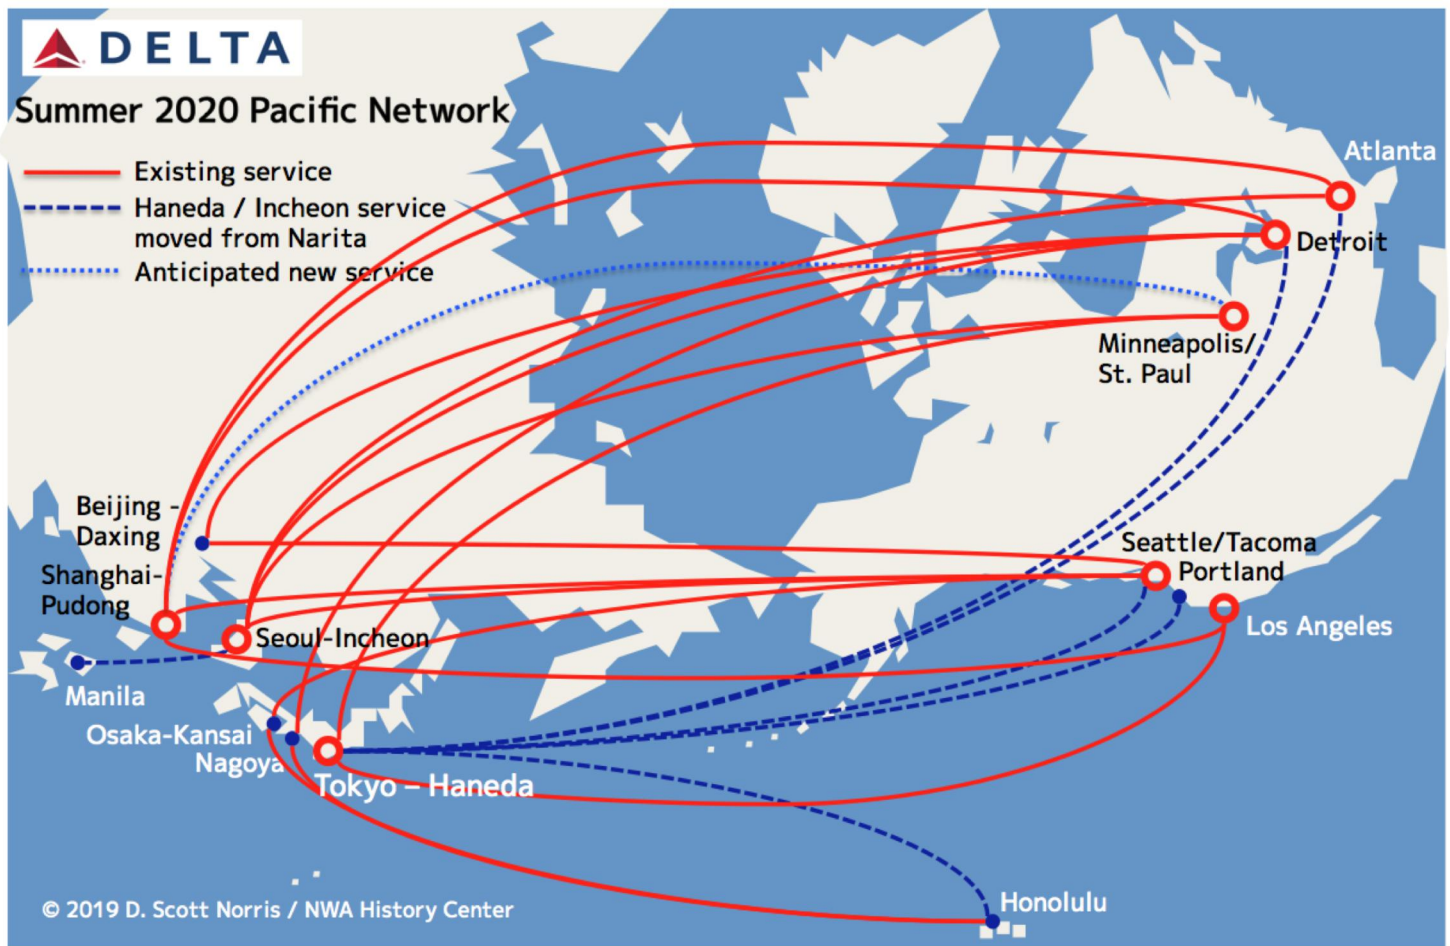 DELTA
Summer 2020 Pacific Network
Existing service
Haneda / Incheon service
moved from Narita
Anticipated new service
Atlanta
Detroit
Minneapolis/
St. Paul
Beijing -
Daxing
Shanghai-
Pudong
Seattle/Tacoma
Portland
Los Angeles
Seoul-Incheon
Manila
Osaka-Kansai
Nagoya
Tokyo – Haneda
Honolulu
© 2019 D. Scott Norris / NWA History Center